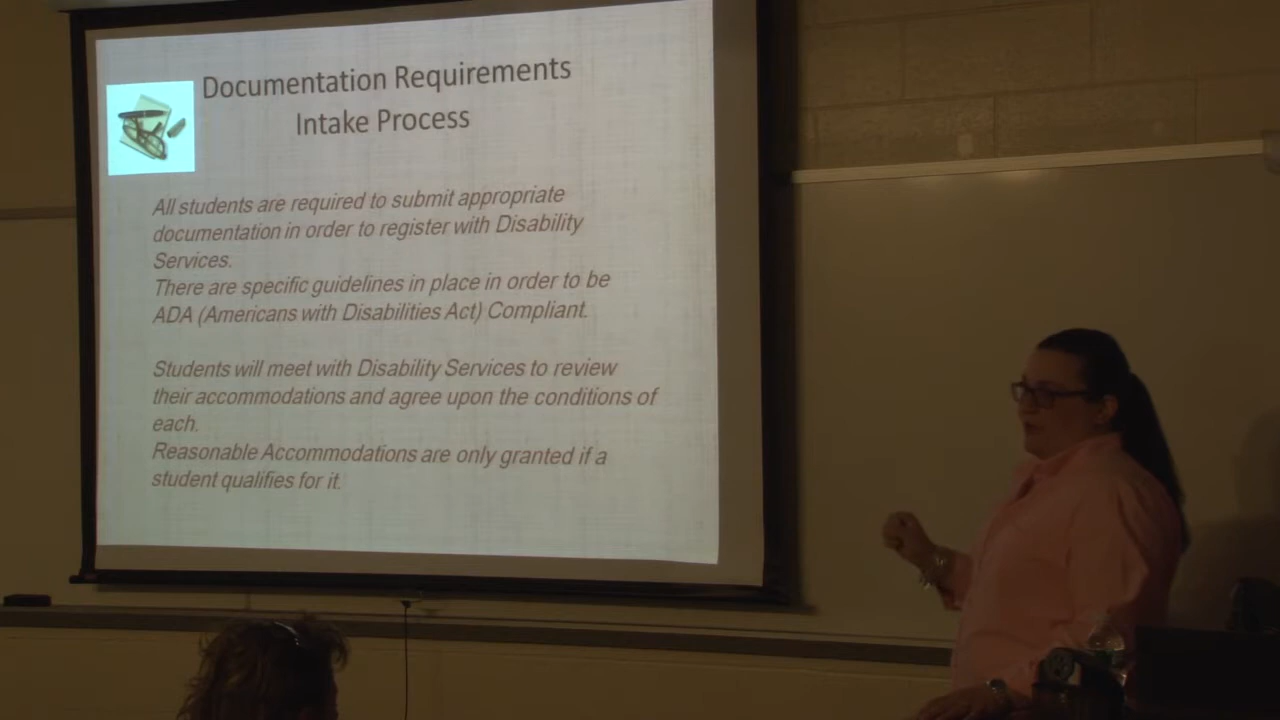 Documentation Requirements
Intake Process
All students are required to submit appropriate
documentation in order to register with Disability
Services.
There are specific guidelines in place in order to be
ADA (Americans with Disabilities Act) Compliant.
Students will meet with Disability Services to review
their accommodations and agree upon the conditions of
each.
Reasonable Accommodations are only granted if a
student qualifies for it.